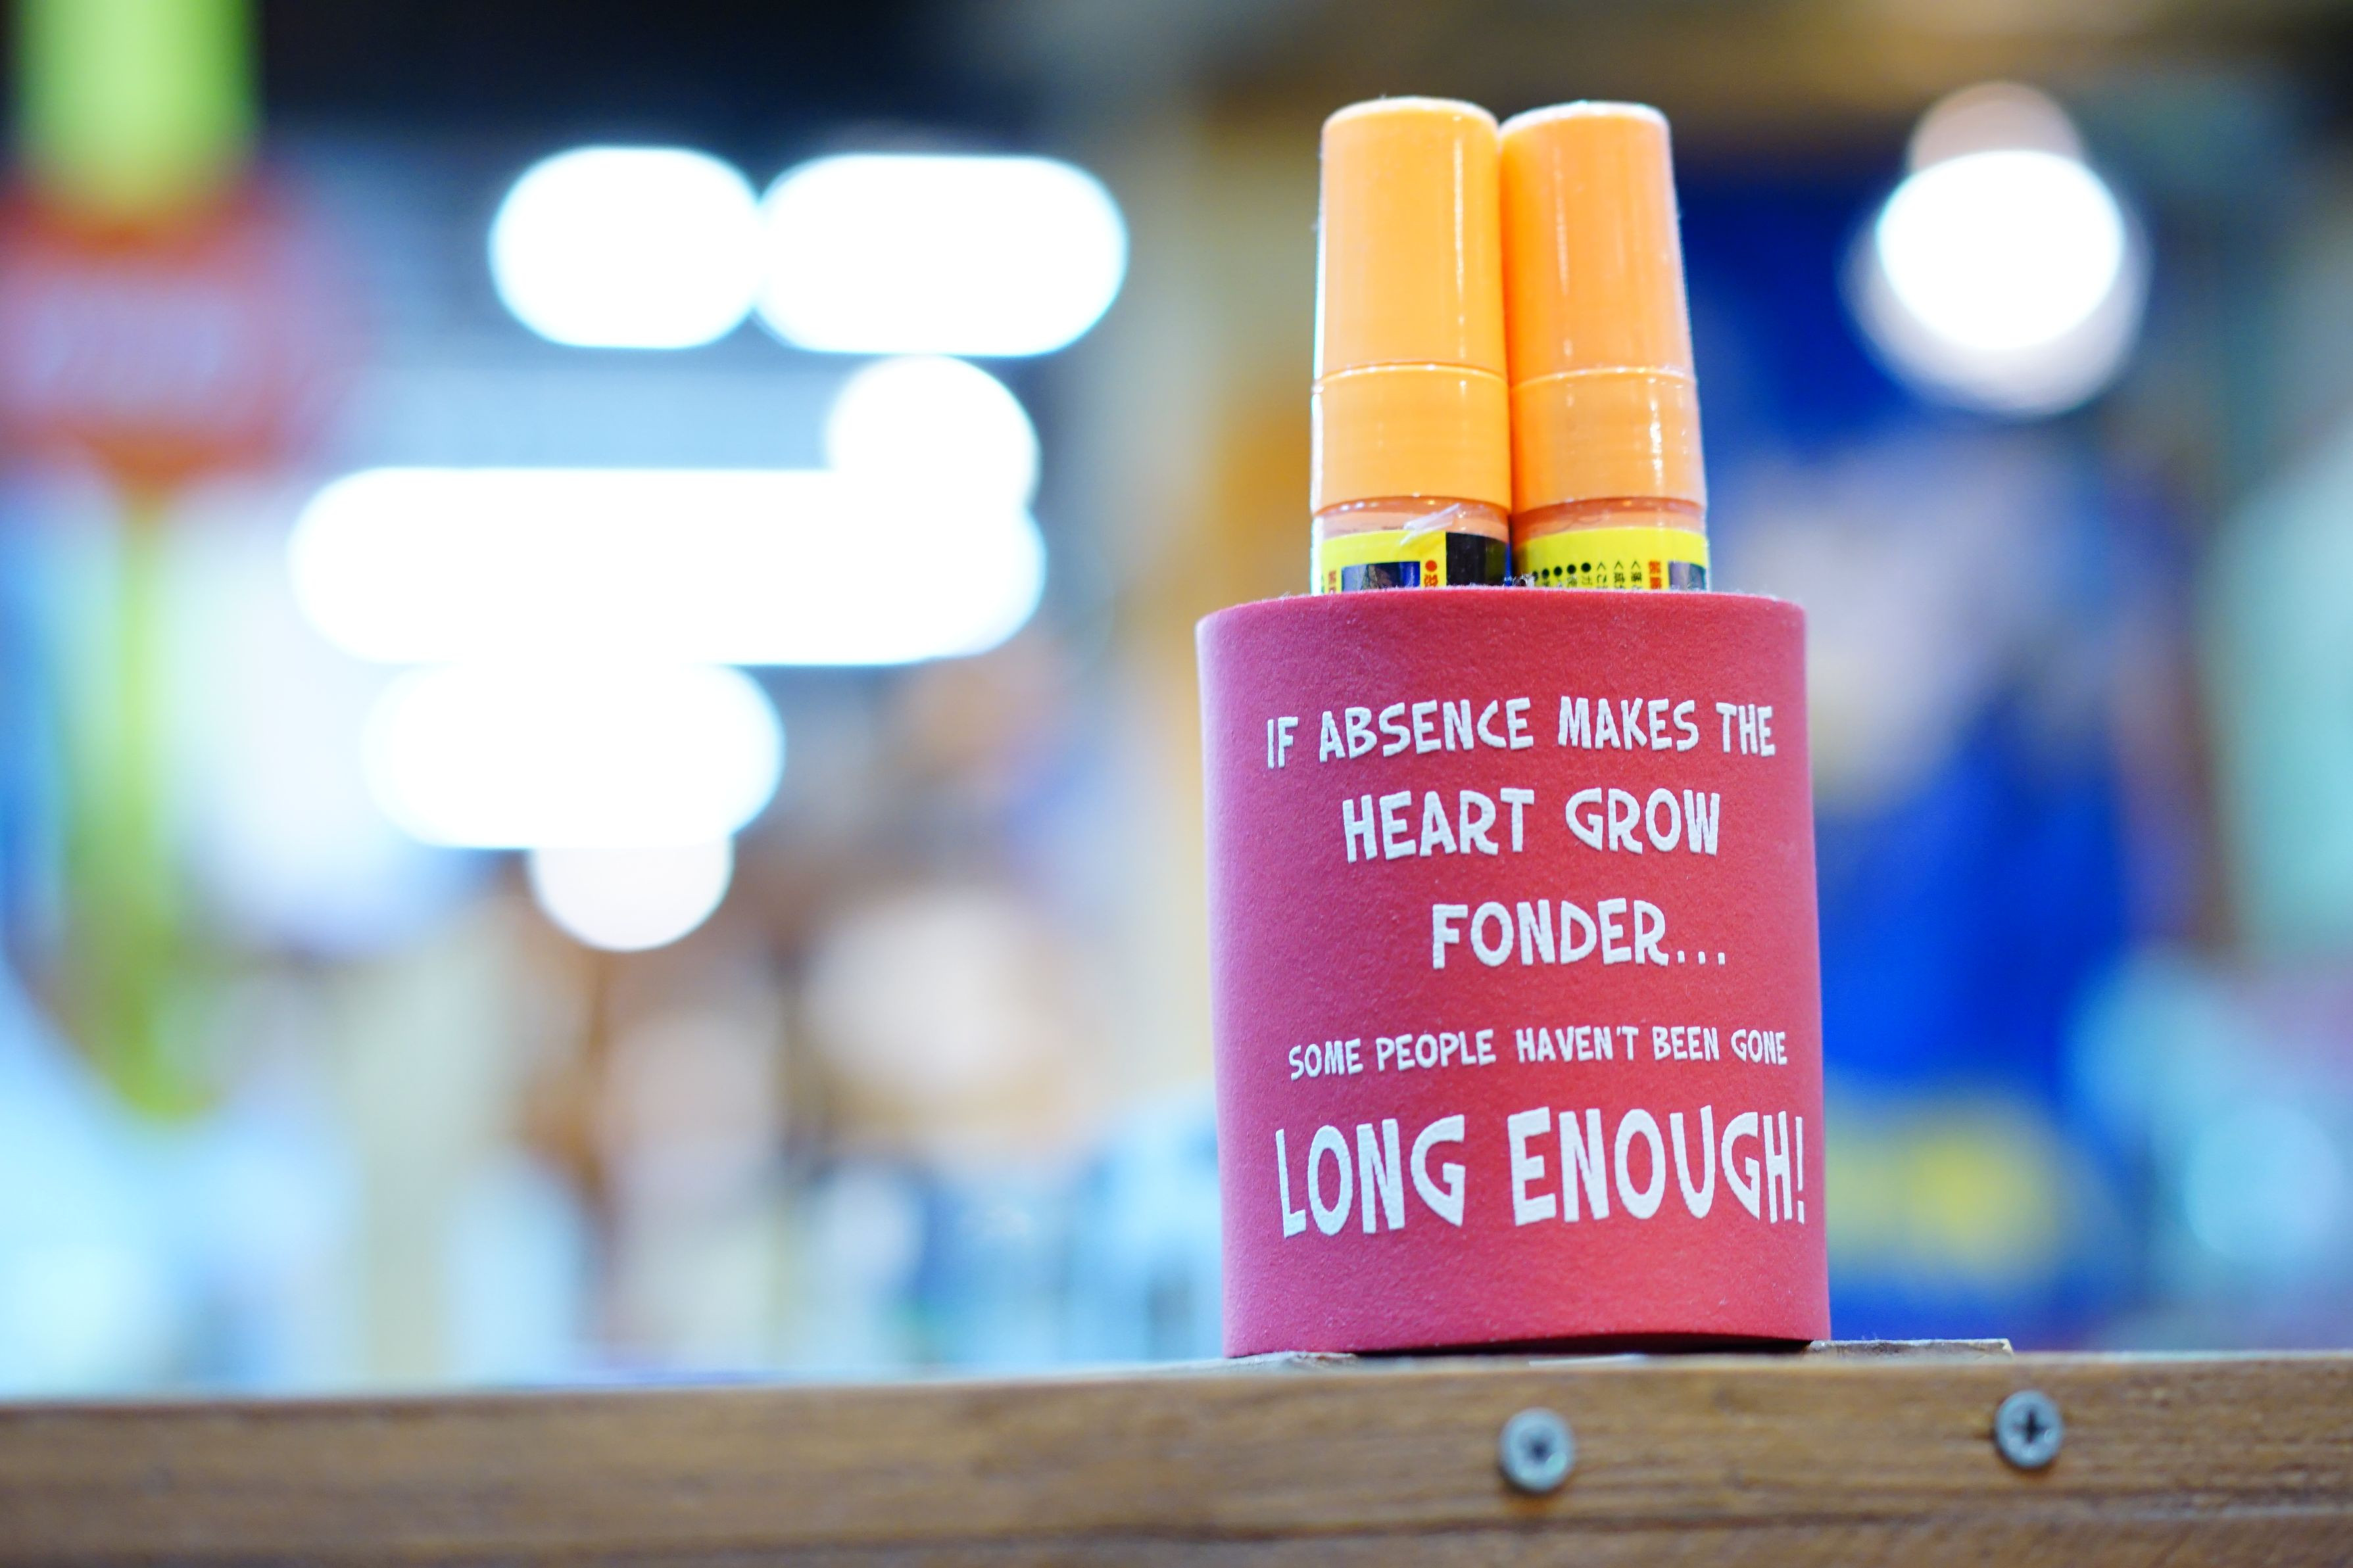 IF ABSENCE MAKES THE
HEART GROW
FONDER...
SOME PEOPLE HAVEN'T BEEN GONE
LONG ENOUGH!